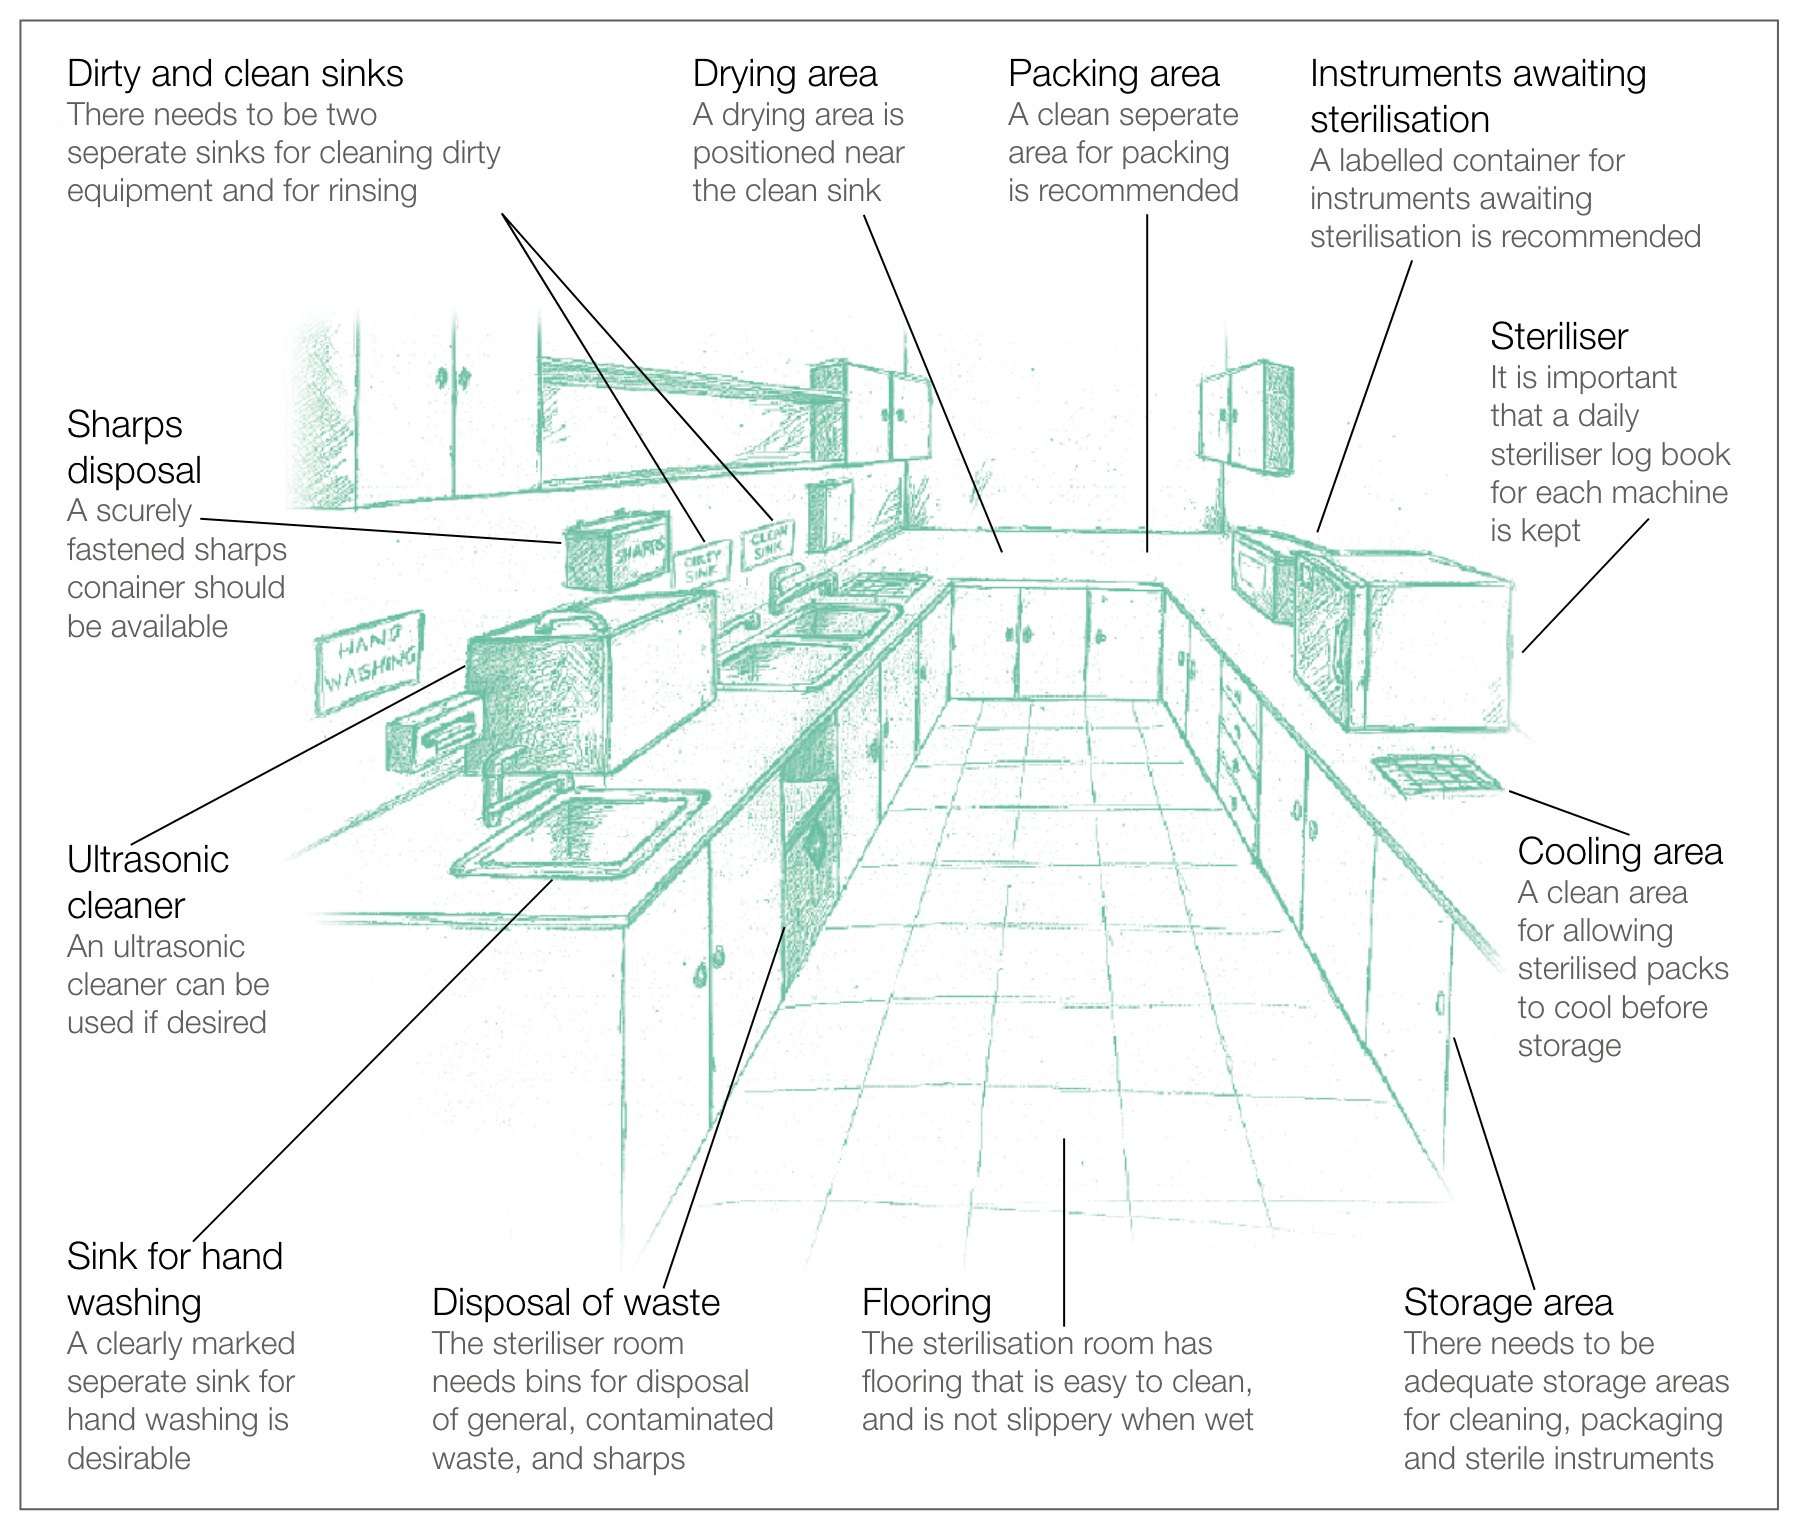 Dirty and clean sinks
There needs to be two
seperate sinks for cleaning dirty
equipment and for rinsing
Drying area
A drying area is
positioned near
the clean sink
Packing area
A clean seperate
area for packing
is recommended
Instruments awaiting
sterilisation
A labelled container for
instruments awaiting
sterilisation is recommended
Steriliser
It is important
that a daily
steriliser log book
for each machine
is kept
Sharps
disposal
A scurely
fastened sharps
conainer should
be available
SHARPS
DIRTY
SINK
CLEAN
SINK
HAND
WASHING
Ultrasonic
cleaner
An ultrasonic
cleaner can be
used if desired
Cooling area
A clean area
for allowing
sterilised packs
to cool before
storage
Sink for hand
washing
A clearly marked
seperate sink for
hand washing is
desirable
Disposal of waste
The steriliser room
needs bins for disposal
of general, contaminated
waste, and sharps
Flooring
The sterilisation room has
flooring that is easy to clean,
and is not slippery when wet
Storage area
There needs to be
adequate storage areas
for cleaning, packaging
and sterile instruments